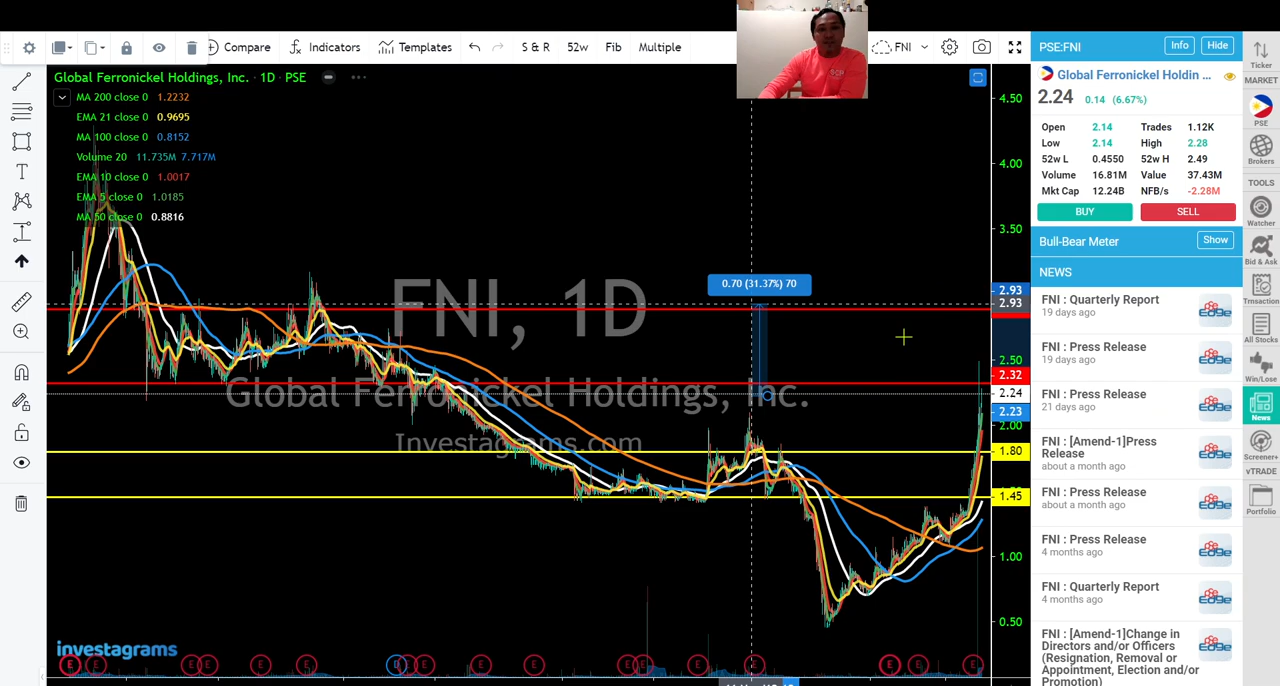 Compare
Indicators
Templates
S & R
52w
Fib
Multiple
FNI
Global Ferronickel Holdings, Inc. · 1D · PSE
MA 200 close 0 1.2232
EMA 21 close 0 0.9695
MA 100 close 0 0.8152
Volume 20 11.735M 7.717M
EMA 10 close 0 1.0017
EMA 5 close 0 1.0185
MA 50 close 0 0.8816
FNI, 1D
Global Ferronickel Holdings, Inc.
Investagrams.com
0.70 (31.37%) 70
4.50
4.00
3.50
2.93
2.93
2.50
2.32
2.24
2.23
2.00
1.80
1.45
1.00
0.50
investagrams
E E E E E E D E E E E E E E E E E
PSE:FNI
Info
Hide
Global Ferronickel Holdin ...
2.24 0.14 (6.67%)
Open 2.14 Trades 1.12K
Low 2.14 High 2.28
52w L 0.4550 52w H 2.49
Volume 16.81M Value 37.43M
Mkt Cap 12.24B NFB/s -2.28M
BUY
SELL
Bull-Bear Meter
Show
NEWS
FNI : Quarterly Report
19 days ago
FNI : Press Release
19 days ago
FNI : Press Release
21 days ago
FNI : [Amend-1]Press
Release
about a month ago
FNI : Press Release
about a month ago
FNI : Press Release
4 months ago
FNI : Quarterly Report
4 months ago
FNI : [Amend-1]Change in
Directors and/or Officers
(Resignation, Removal or
Appointment, Election and/or
Promotion)
Ticker
MARKET
PSE
Brokers
TOOLS
Watcher
Bid & Ask
Trnsaction
All Stocks
Win/Lose
News
Screener+
vTRADE
Portfolio